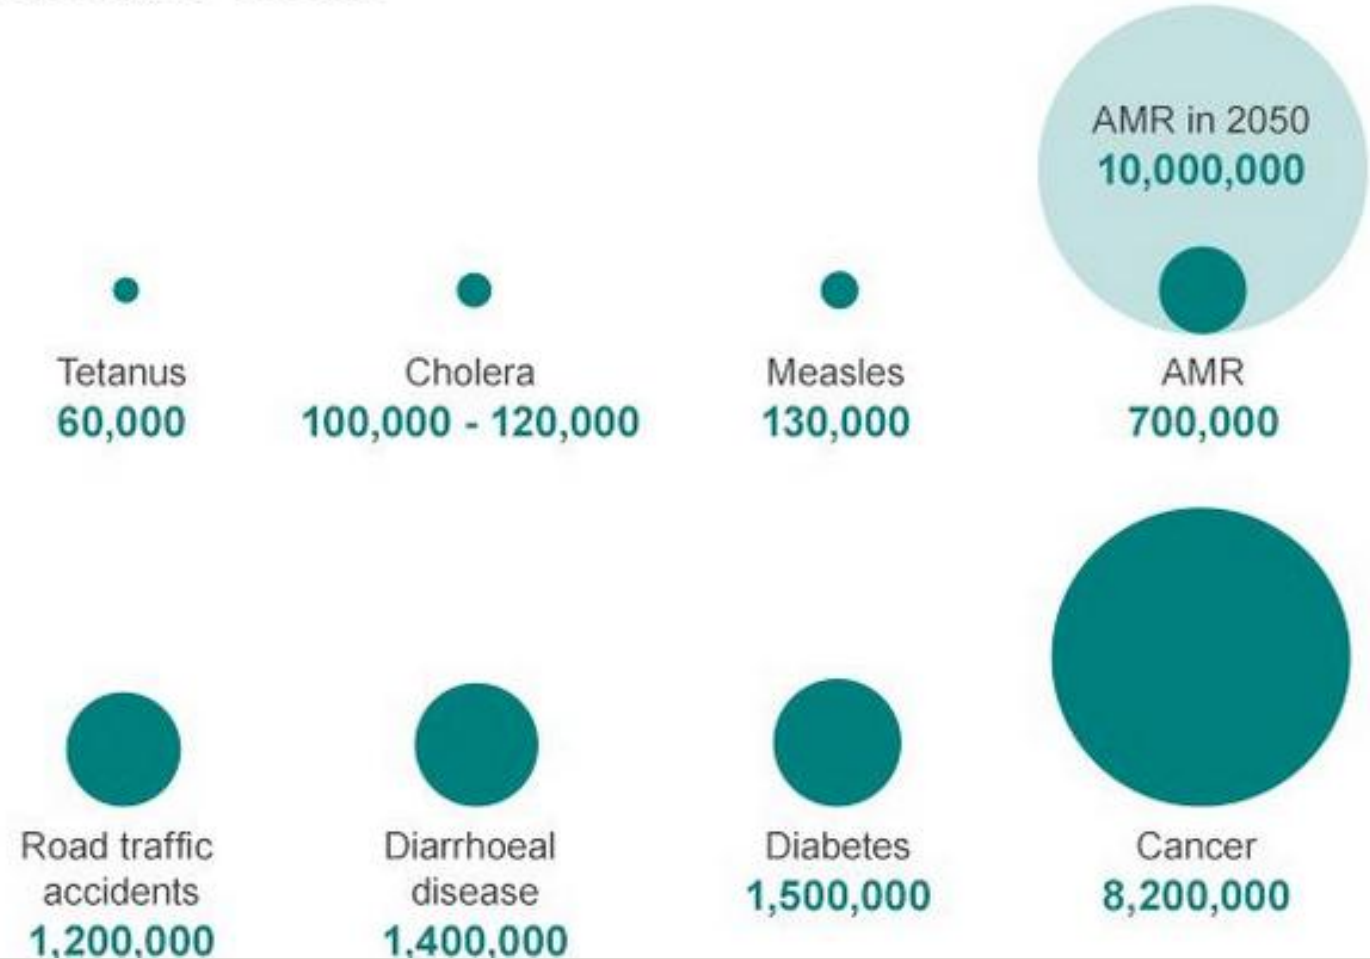 AMR in 2050
10,000,000
Tetanus
60,000
Cholera
100,000 - 120,000
Measles
130,000
AMR
700,000
Road traffic
accidents
1,200,000
Diarrhoeal
disease
1,400,000
Diabetes
1,500,000
Cancer
8,200,000